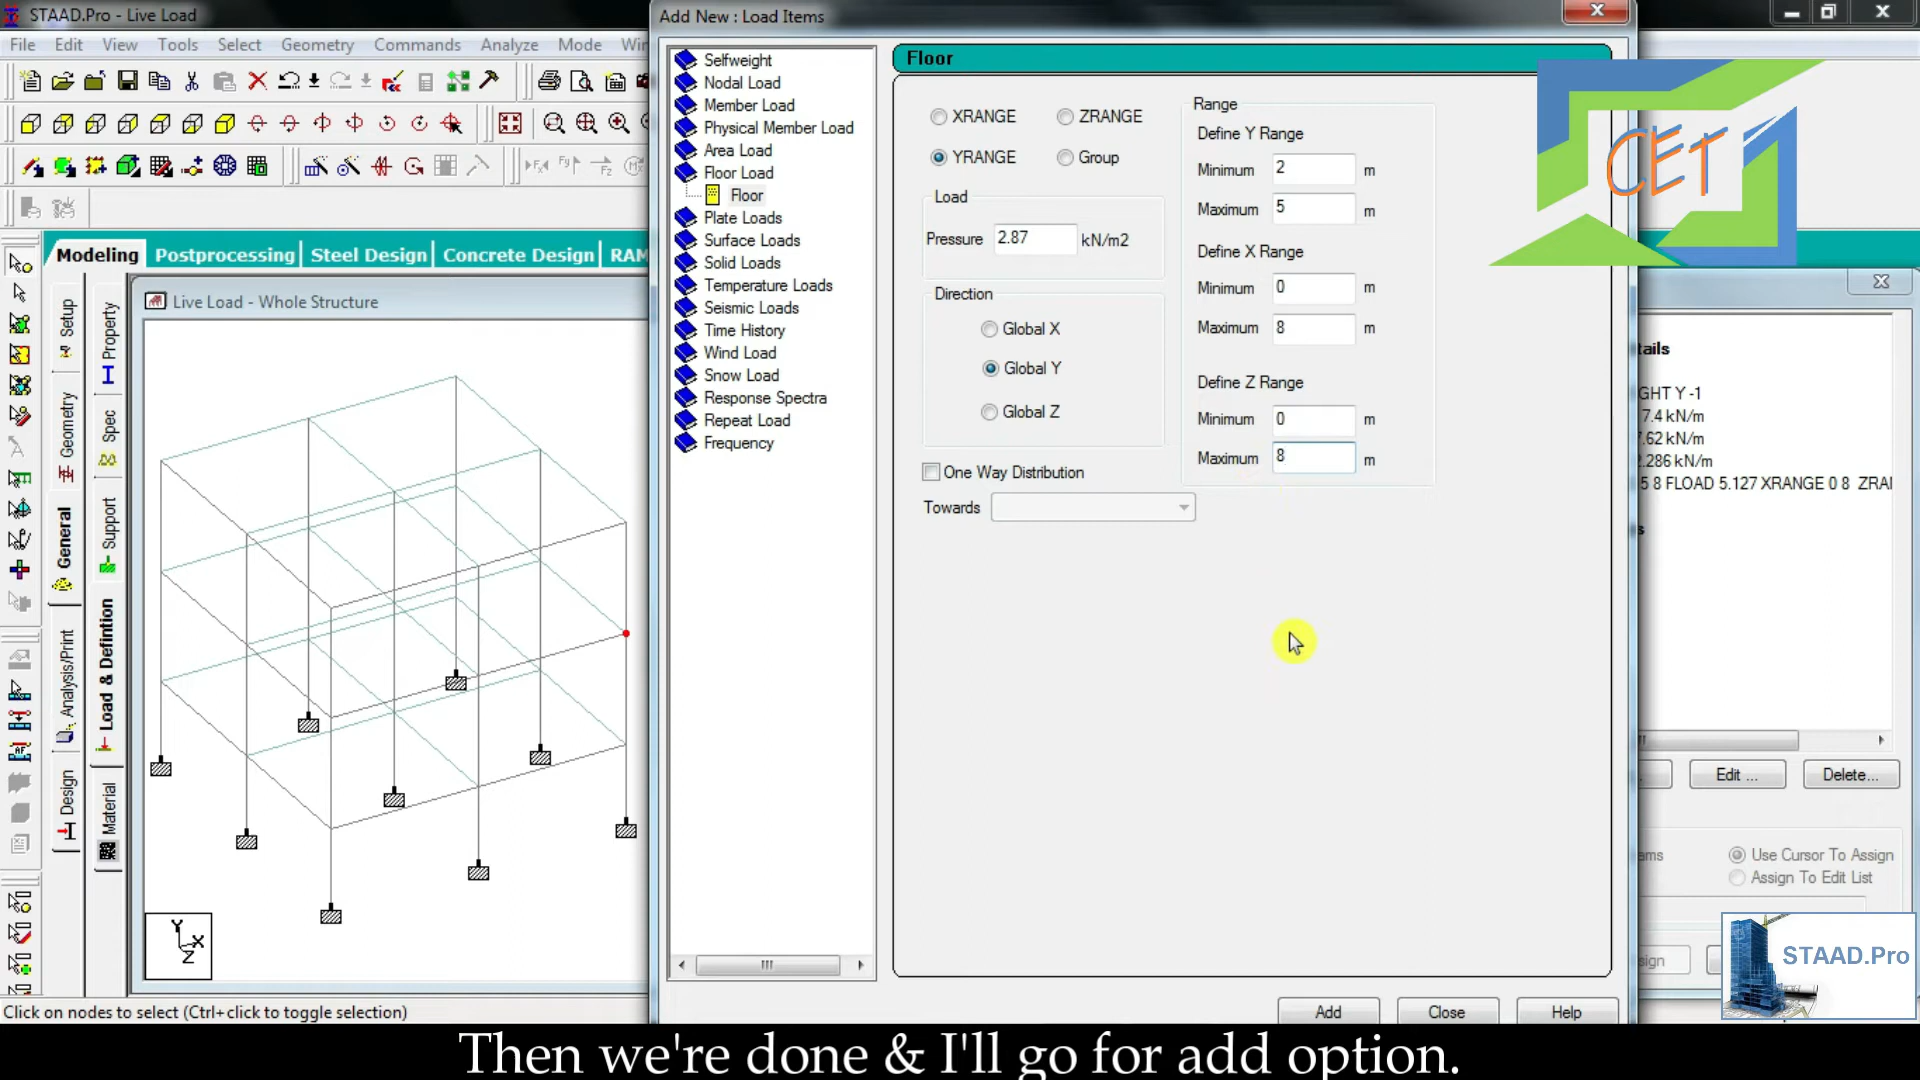 STAAD.Pro - Live Load
File Edit View Tools Select Geometry Commands Analyze Mode
Modeling Postprocessing Steel Design Concrete Design RAM
Live Load - Whole Structure
Setup
Geometry
General
Analysis/Print
Design
Property
Spec
Support
Load & Defintion
Material
Y
X
Z
Click on nodes to select (Ctrl+click to toggle selection)
Add New : Load Items
Selfweight
Nodal Load
Member Load
Physical Member Load
Area Load
Floor Load
Floor
Plate Loads
Surface Loads
Solid Loads
Temperature Loads
Seismic Loads
Time History
Wind Load
Snow Load
Response Spectra
Repeat Load
Frequency
Floor
XRANGE ZRANGE
YRANGE Group
Load
Pressure 2.87 kN/m2
Direction
Global X
Global Y
Global Z
One Way Distribution
Towards
Range
Define Y Range
Minimum 2 m
Maximum 5 m
Define X Range
Minimum 0 m
Maximum 8 m
Define Z Range
Minimum 0 m
Maximum 8 m
Add Close Help
CET
tails
GHT Y -1
7.4 kN/m
7.62 kN/m
2.286 kN/m
5 8 FLOAD 5.127 XRANGE 0 8 ZRAI
Edit ... Delete...
ams
Use Cursor To Assign
Assign To Edit List
sign
STAAD.Pro
Then we're done & I'll go for add option.